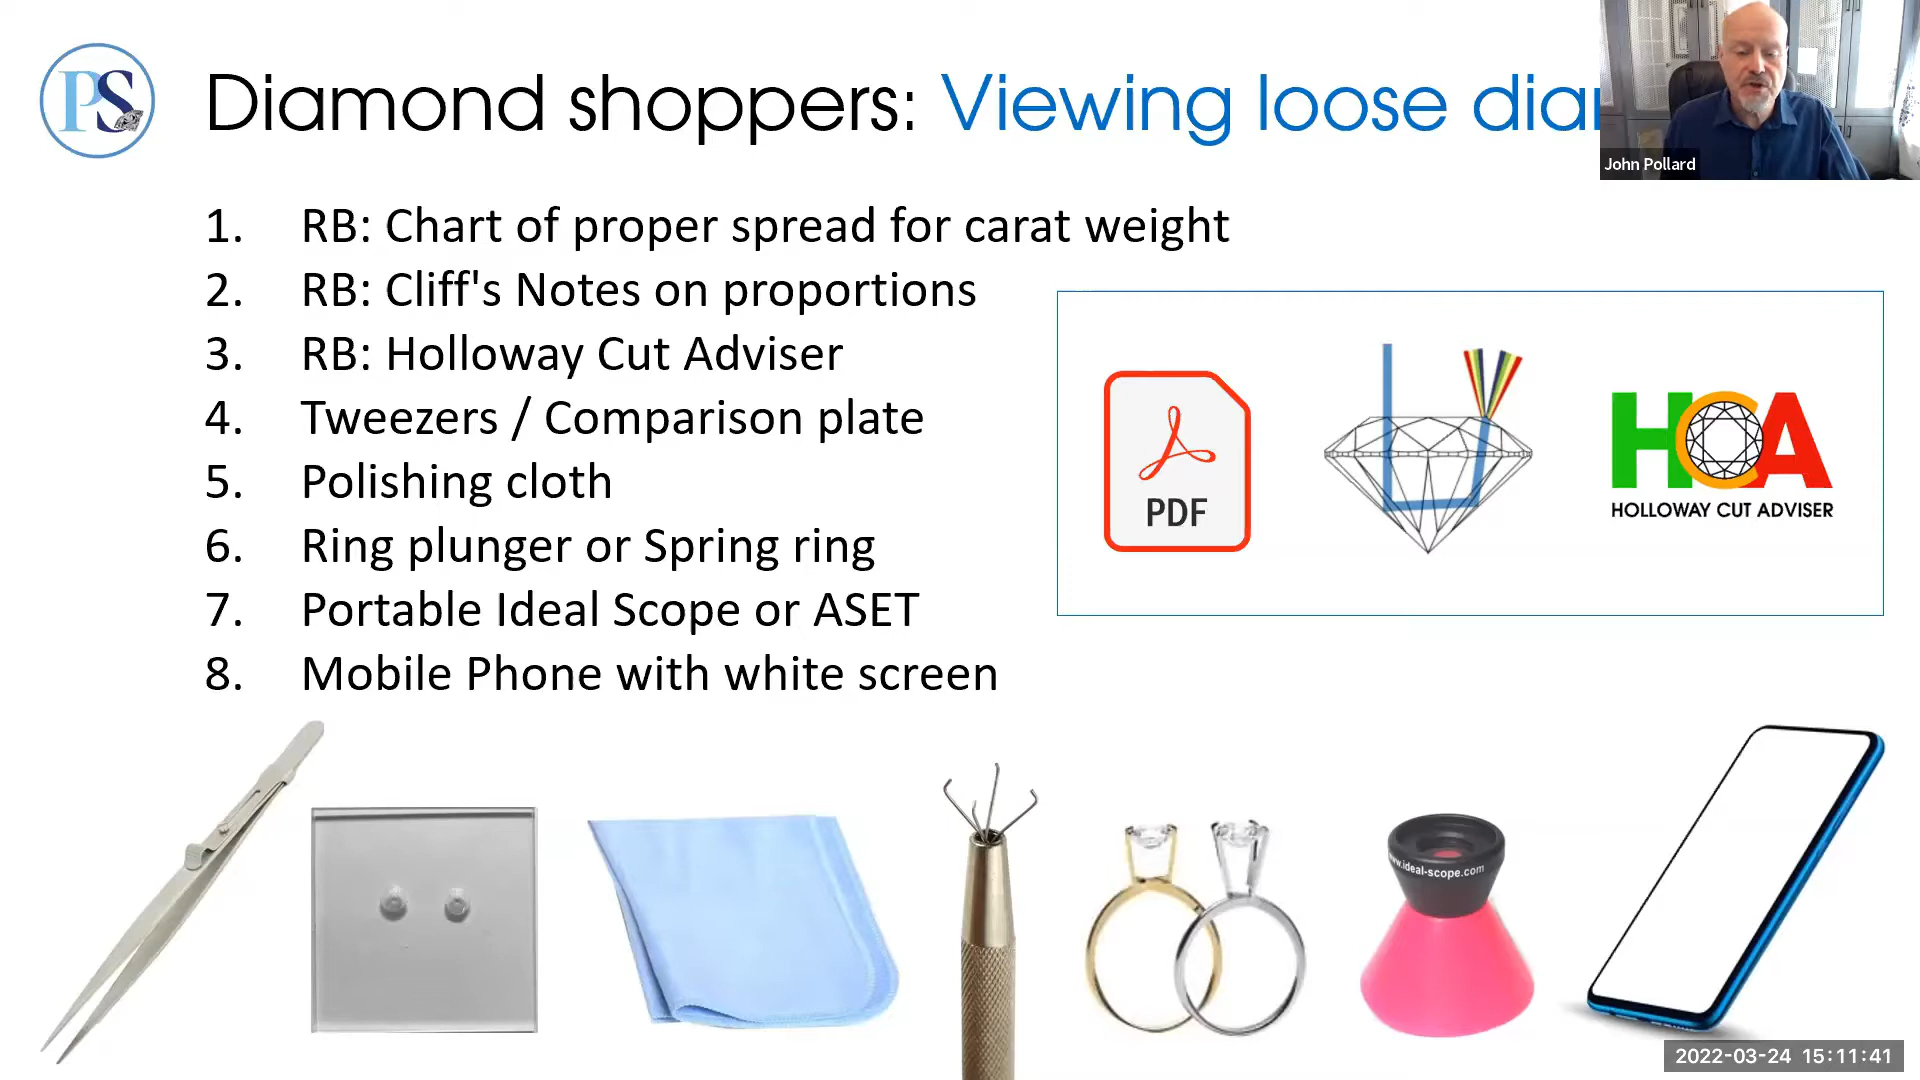 PS
Diamond shoppers: Viewing loose dia
John Pollard
1. RB: Chart of proper spread for carat weight
2. RB: Cliff's Notes on proportions
3. RB: Holloway Cut Adviser
4. Tweezers / Comparison plate
5. Polishing cloth
6. Ring plunger or Spring ring
7. Portable Ideal Scope or ASET
8. Mobile Phone with white screen
PDF
HCA
HOLLOWAY CUT ADVISER
www.ideal-scope.com
2022-03-24 15:11:41